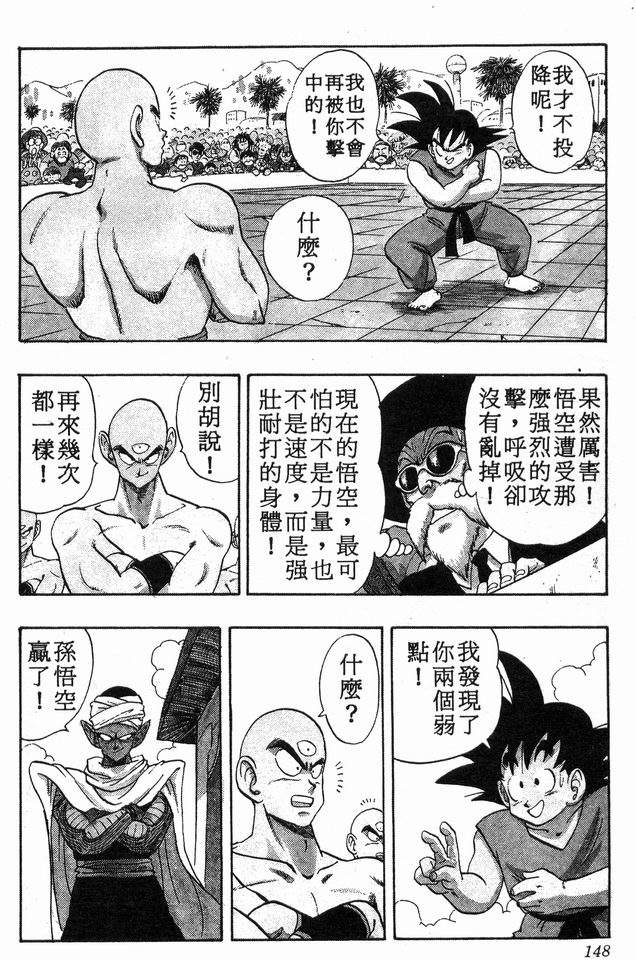 我才不投
降呢！
我也不會
再被你擊
中的！
什麼？
果然厲害！
悟空遭受那
麼强烈的攻
擊，呼吸卻
沒有亂掉！
現在的悟空，最可
怕的不是力量，也
不是速度，而是强
壯耐打的身體！
別胡說！
再來幾次
都一樣！
我發現了
你兩個弱
點！
什麼？
孫悟空
贏了！
148